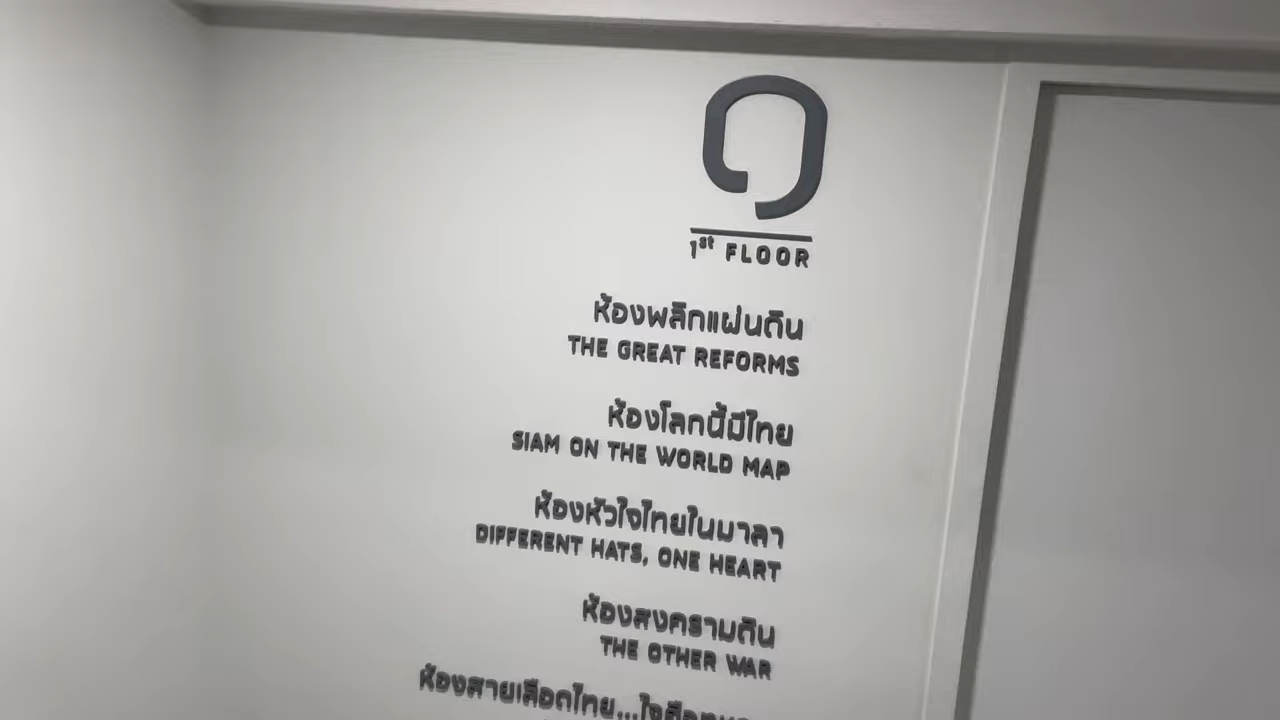 ๑
1st FLOOR
ห้องพลิกแผ่นดิน
THE GREAT REFORMS
ห้องโลกนี้มีไทย
SIAM ON THE WORLD MAP
ห้องหัวใจไทยในมาลา
DIFFERENT HATS, ONE HEART
ห้องสงครามดิน
THE OTHER WAR
ห้องสายเลือดไทย...